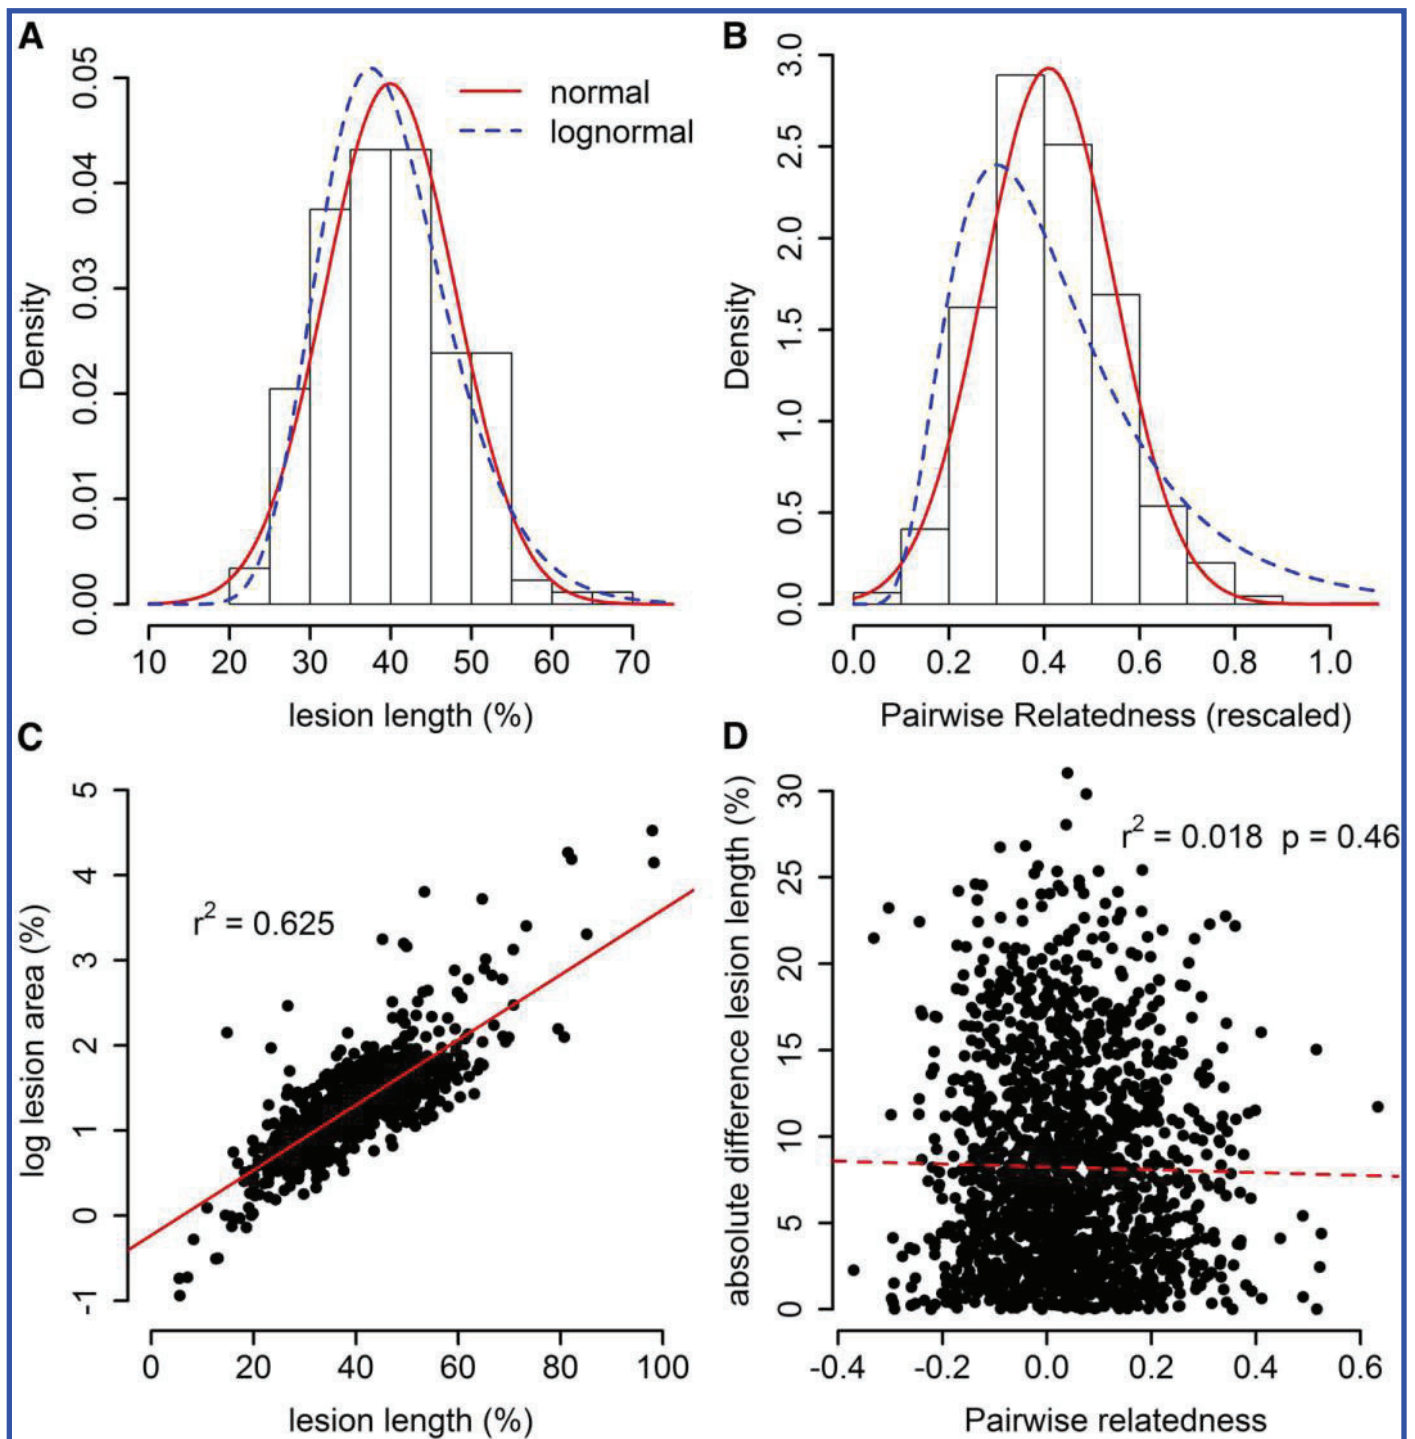 A
0.00 0.01 0.02 0.03 0.04 0.05
Density
normal
lognormal
10 20 30 40 50 60 70
lesion length (%)
B
0.0 0.5 1.0 1.5 2.0 2.5 3.0
Density
0.0 0.2 0.4 0.6 0.8 1.0
Pairwise Relatedness (rescaled)
C
-1 0 1 2 3 4 5
log lesion area (%)
r² = 0.625
0 20 40 60 80 100
lesion length (%)
D
0 5 10 15 20 25 30
absolute difference lesion length (%)
r² = 0.018 p = 0.46
-0.4 -0.2 0.0 0.2 0.4 0.6
Pairwise relatedness